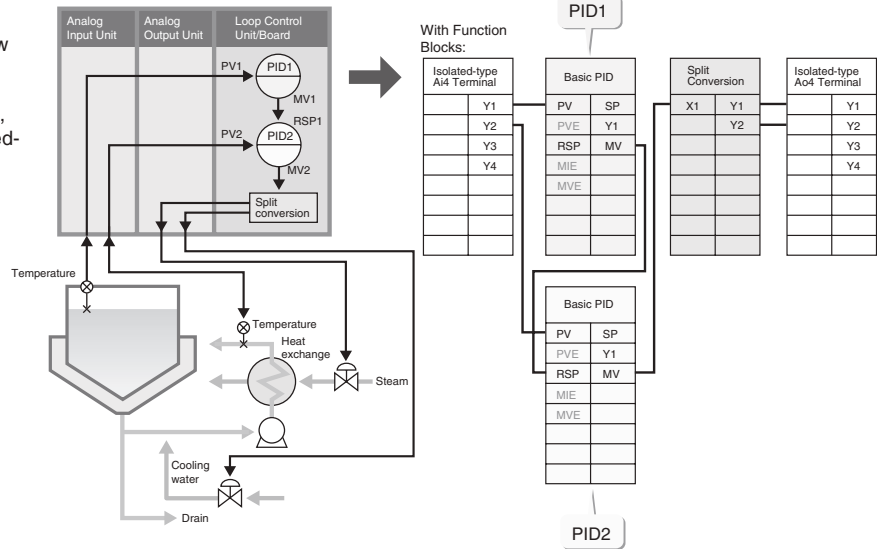 w
,
ed-
Analog
Input Unit
Analog
Output Unit
Loop Control
Unit/Board
PV1
PID1
MV1
RSP1
PV2
PID2
MV2
Split
conversion
Temperature
Temperature
Heat
exchange
Steam
Cooling
water
Drain
With Function
Blocks:
PID1
Isolated-type
Ai4 Terminal
Y1
Y2
Y3
Y4
Basic PID
PV SP
PVE Y1
RSP MV
MIE
MVE
Split
Conversion
X1 Y1
Y2
Isolated-type
Ao4 Terminal
Y1
Y2
Y3
Y4
Basic PID
PV SP
PVE Y1
RSP MV
MIE
MVE
PID2